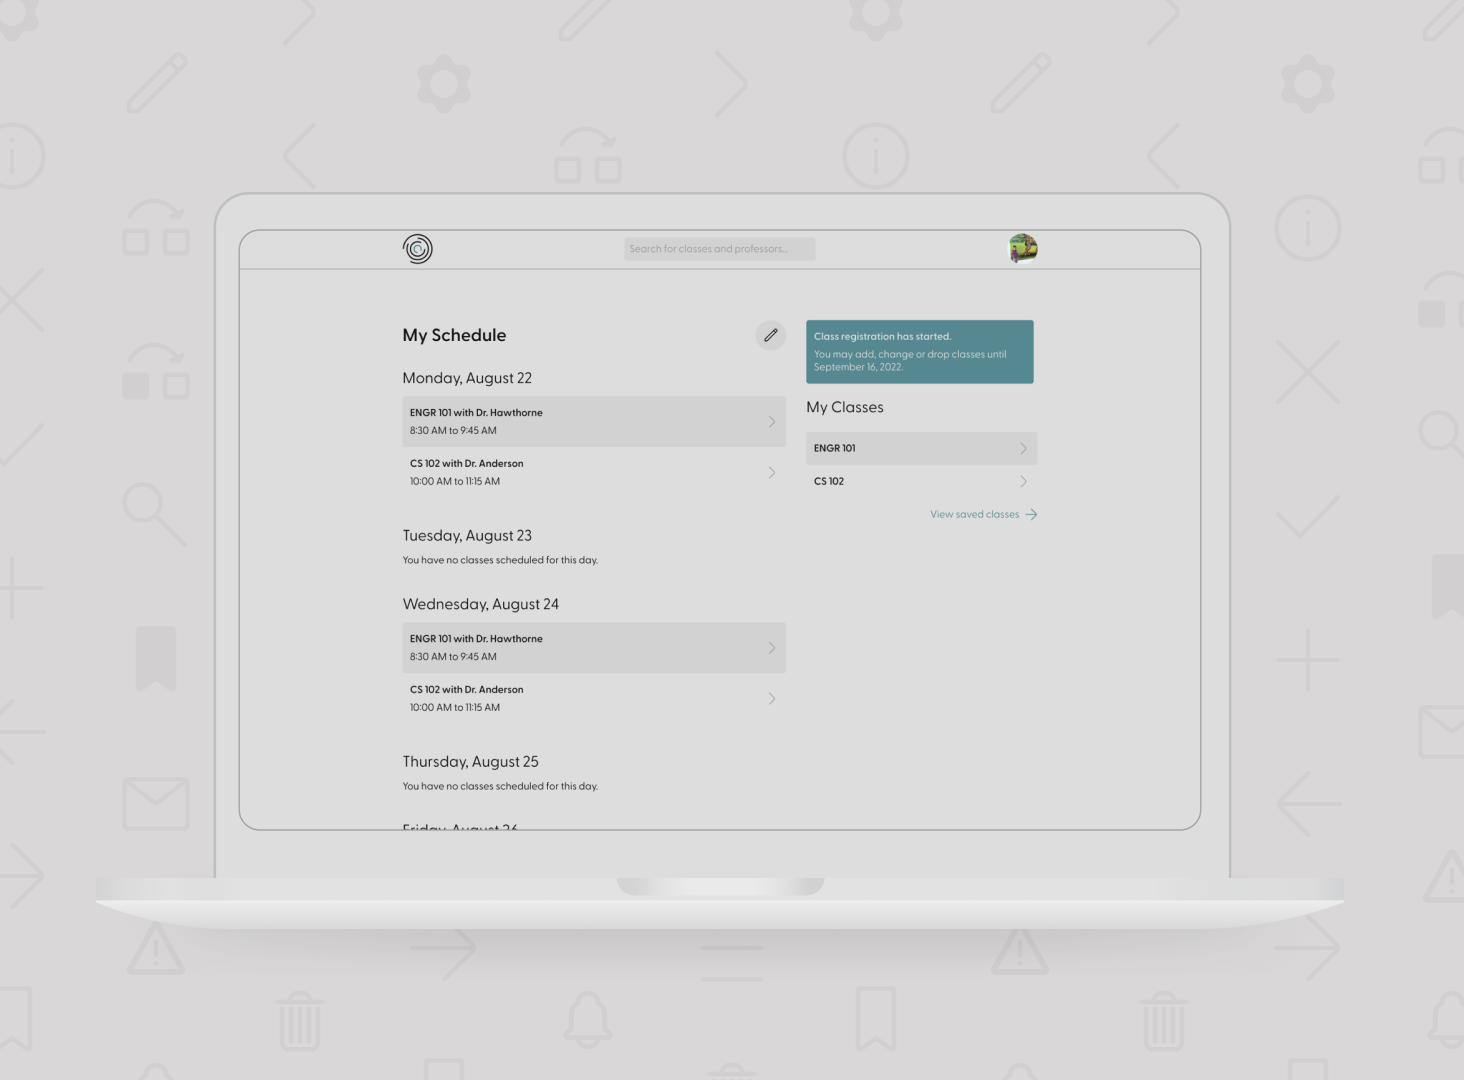 Search for classes and professors...
My Schedule
Monday, August 22
ENGR 101 with Dr. Hawthorne
8:30 AM to 9:45 AM
CS 102 with Dr. Anderson
10:00 AM to 11:15 AM
Tuesday, August 23
You have no classes scheduled for this day.
Wednesday, August 24
ENGR 101 with Dr. Hawthorne
8:30 AM to 9:45 AM
CS 102 with Dr. Anderson
10:00 AM to 11:15 AM
Thursday, August 25
You have no classes scheduled for this day.
Friday, August 26
Class registration has started.
You may add, change or drop classes until
September 16, 2022.
My Classes
ENGR 101
CS 102
View saved classes